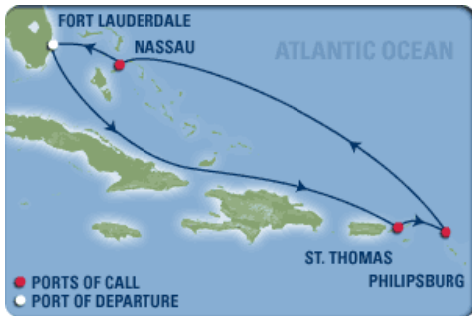 FORT LAUDERDALE
NASSAU
ATLANTIC OCEAN
ST. THOMAS
PHILIPSBURG
PORTS OF CALL
PORT OF DEPARTURE